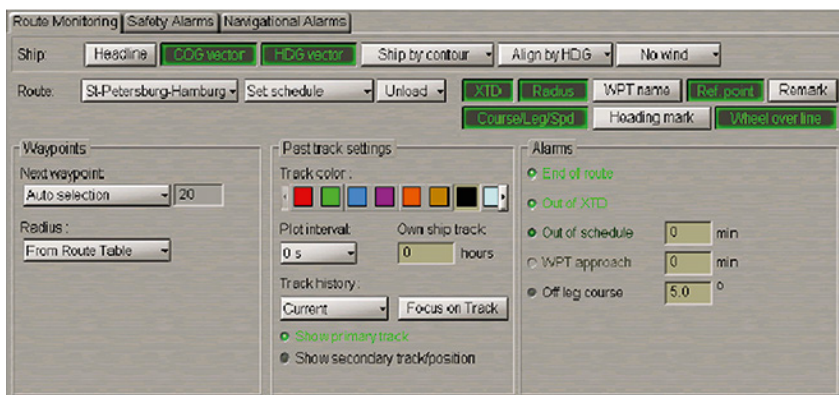 Route Monitoring Safety Alarms Navigational Alarms
Ship: Headline COG vector HDG vector Ship by contour Align by HDG No wind
Route: St-Petersburg-Hamburg Set schedule Unload XTD Radius WPT name Ref. point Remark
Course/Leg/Spd Heading mark Wheel over line
Waypoints
Next waypoint:
Auto selection 20
Radius:
From Route Table
Past track settings
Track color:
Plot interval: Own ship track:
0 s 0 hours
Track history:
Current Focus on Track
Show primary track
Show secondary track/position
Alarms
End of route
Out of XTD
Out of schedule 0 min
WPT approach 0 min
Off leg course 5.0 °